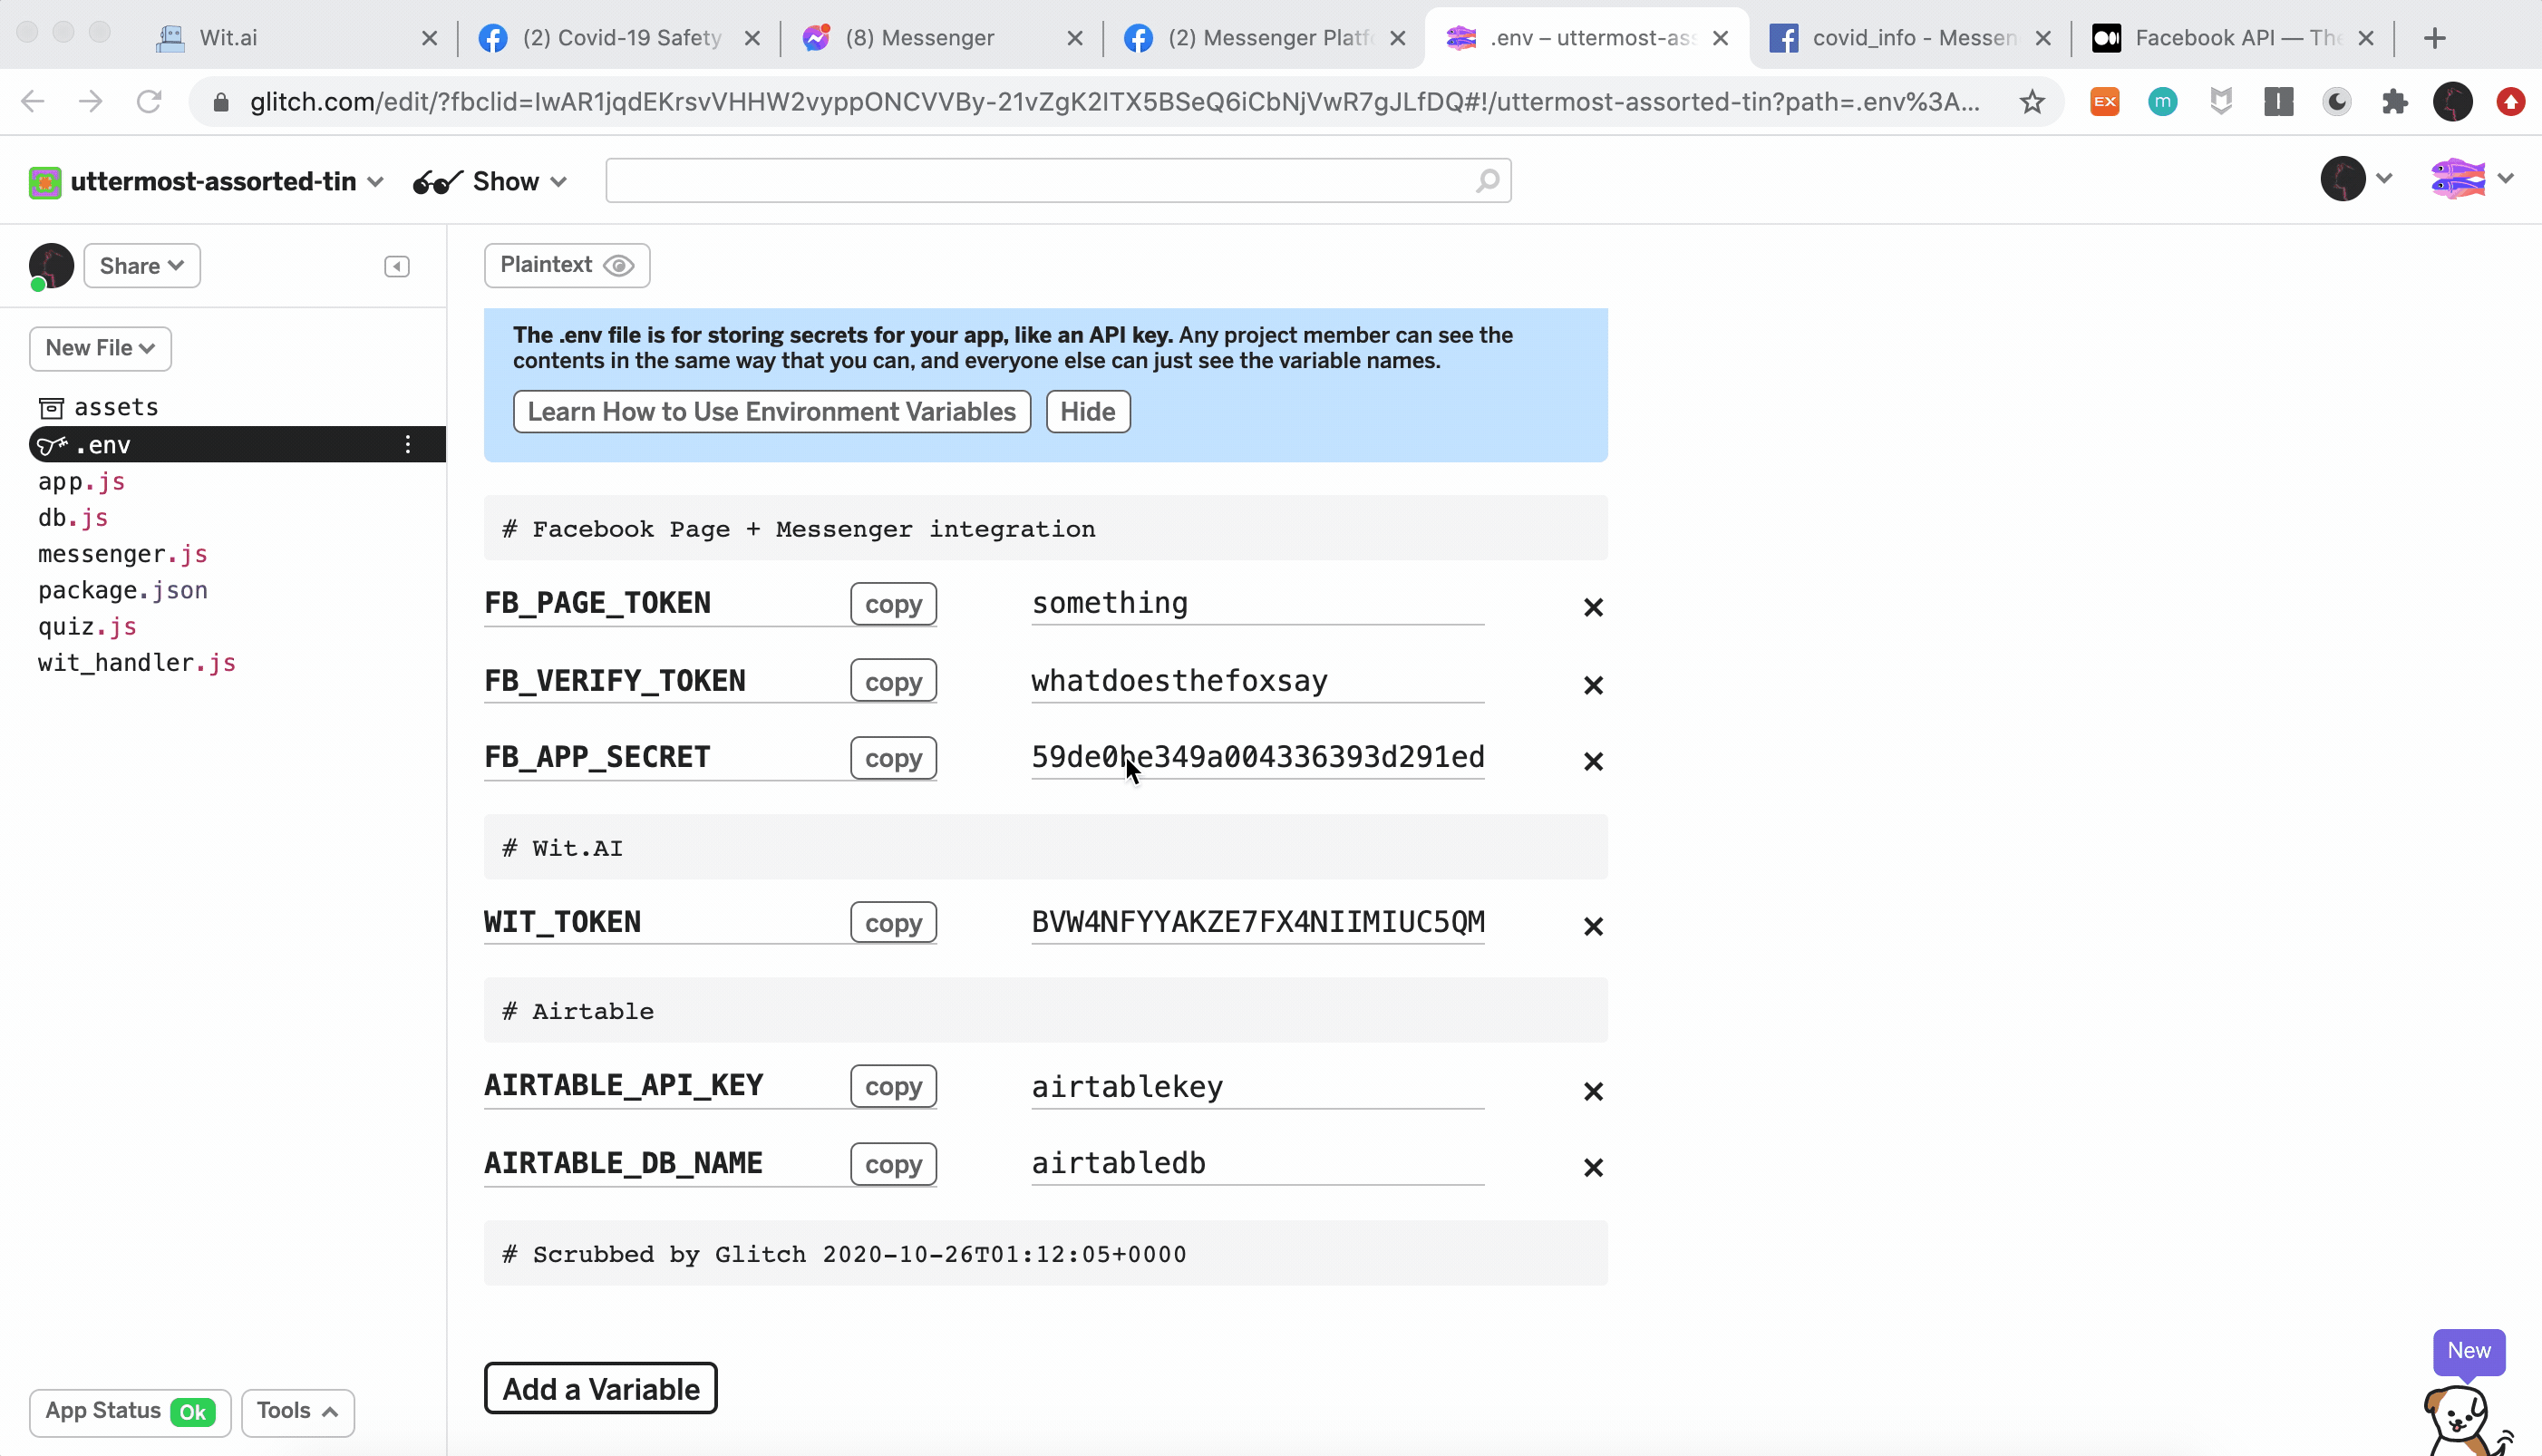 Wit.ai
(2) Covid-19 Safety
(8) Messenger
(2) Messenger Platf
.env – uttermost-as
covid_info - Messen
Facebook API — Th
glitch.com/edit/?fbclid=IwAR1jqdEKrsvVHHW2vyppONCVVBy-21vZgK2ITX5BSeQ6iCbNjVwR7gJLfDQ#!/uttermost-assorted-tin?path=.env%3A...
EX
m
uttermost-assorted-tin
Show
Share
Plaintext
New File
The .env file is for storing secrets for your app, like an API key. Any project member can see the
contents in the same way that you can, and everyone else can just see the variable names.
Learn How to Use Environment Variables
Hide
assets
.env
app.js
db.js
messenger.js
package.json
quiz.js
wit_handler.js
# Facebook Page + Messenger integration
FB_PAGE_TOKEN copy something
FB_VERIFY_TOKEN copy whatdoesthefoxsay
FB_APP_SECRET copy 59de0be349a004336393d291ed
# Wit.AI
WIT_TOKEN copy BVW4NFYYAKZE7FX4NIIMIUC5QM
# Airtable
AIRTABLE_API_KEY copy airtablekey
AIRTABLE_DB_NAME copy airtabledb
# Scrubbed by Glitch 2020-10-26T01:12:05+0000
Add a Variable
New
App Status Ok
Tools